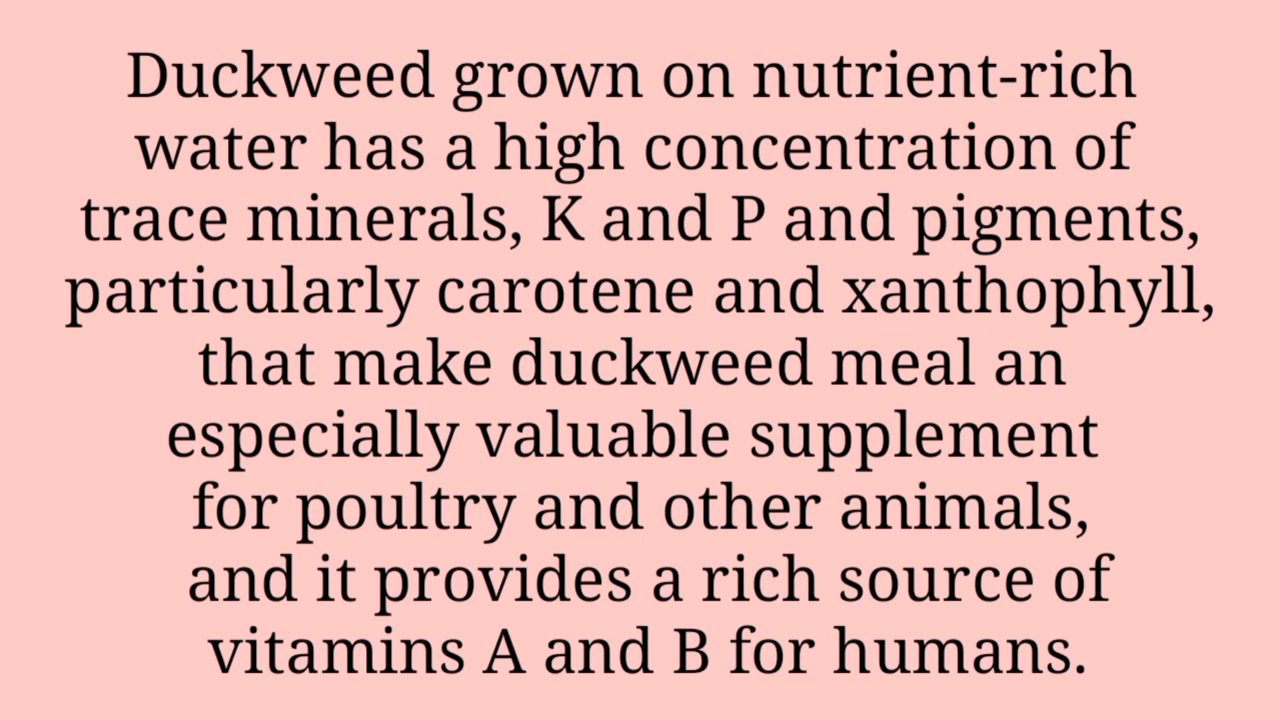 Duckweed grown on nutrient-rich
water has a high concentration of
trace minerals, K and P and pigments,
particularly carotene and xanthophyll,
that make duckweed meal an
especially valuable supplement
for poultry and other animals,
and it provides a rich source of
vitamins A and B for humans.